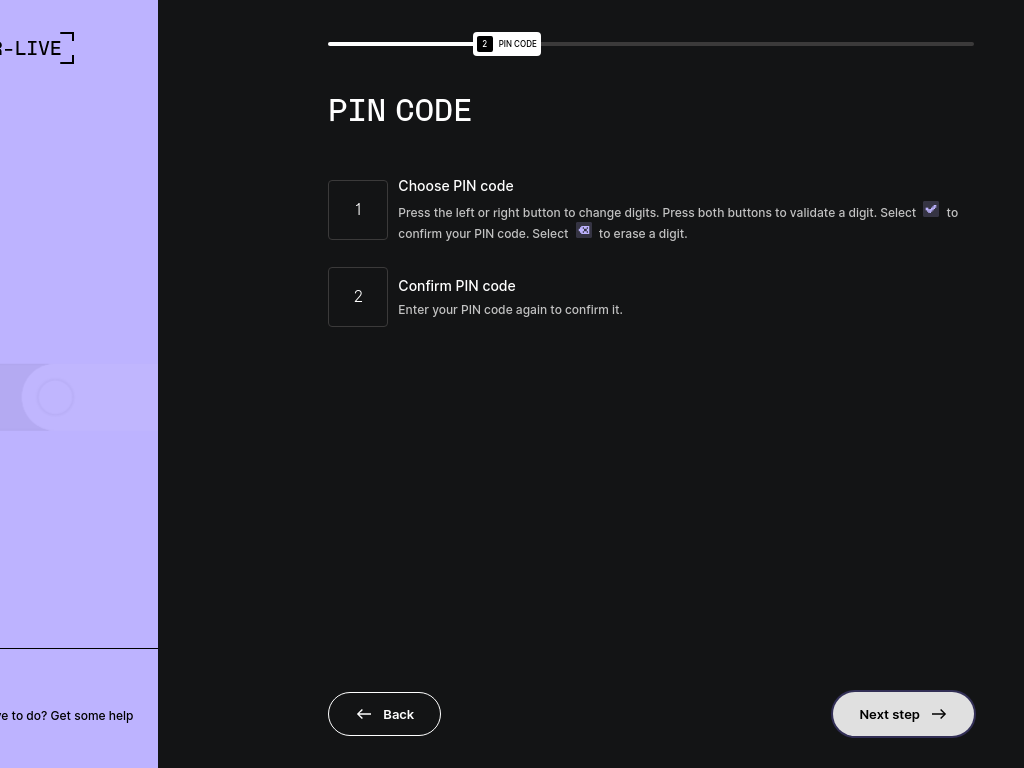 -LIVE
2 PIN CODE
PIN CODE
1
Choose PIN code
Press the left or right button to change digits. Press both buttons to validate a digit. Select to
confirm your PIN code. Select to erase a digit.
2
Confirm PIN code
Enter your PIN code again to confirm it.
to do? Get some help
Back
Next step